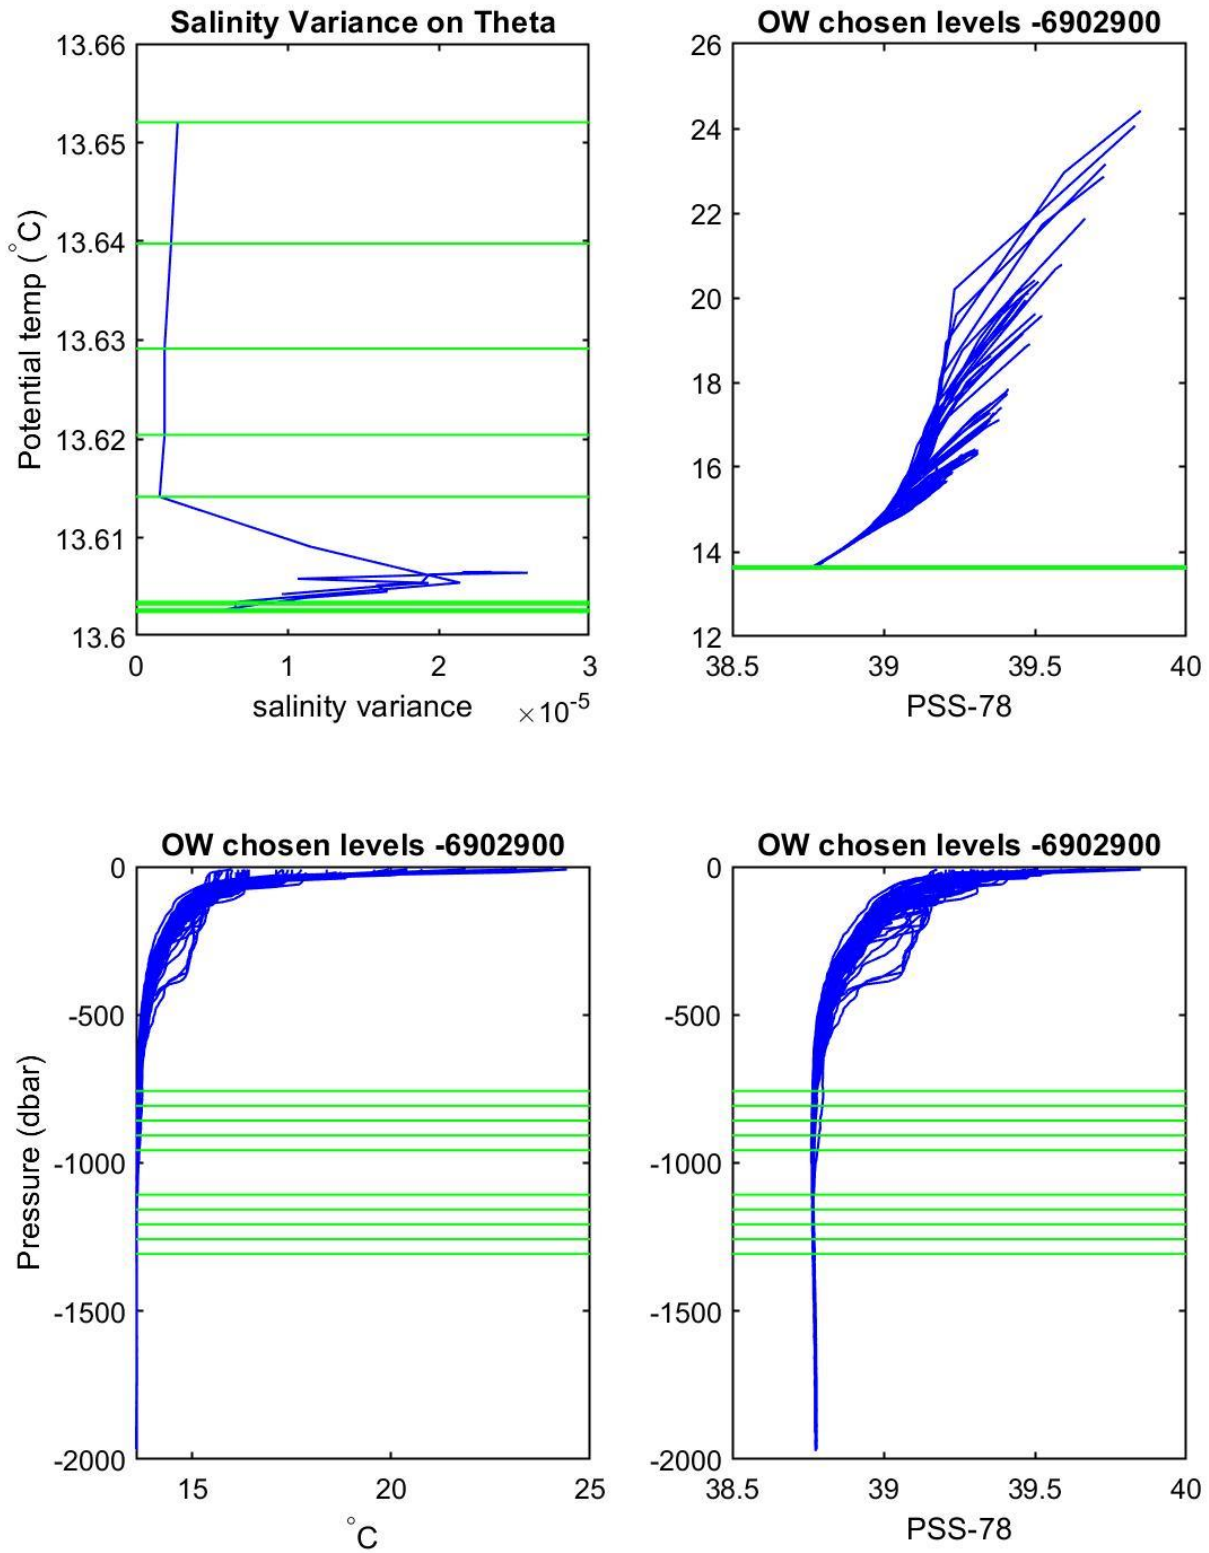 Salinity Variance on Theta
13.66
13.65
13.64
13.63
13.62
13.61
13.6
0 1 2 3
Potential temp (°C)
salinity variance ×10-5
OW chosen levels -6902900
26
24
22
20
18
16
14
12
38.5 39 39.5 40
PSS-78
OW chosen levels -6902900
0
-500
-1000
-1500
-2000
15 20 25
Pressure (dbar)
°C
OW chosen levels -6902900
0
-500
-1000
-1500
-2000
38.5 39 39.5 40
PSS-78